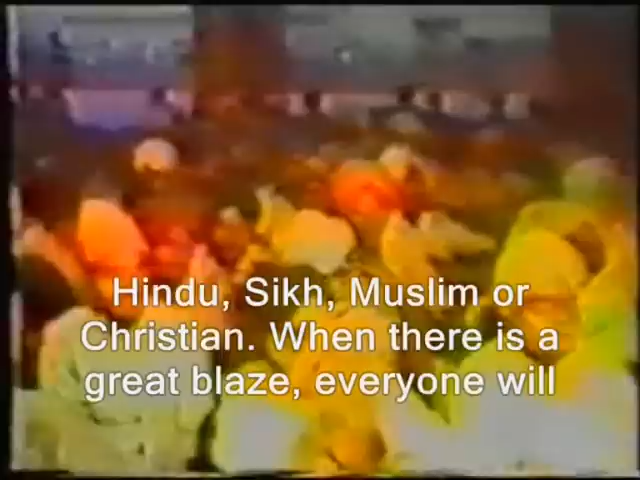 Hindu, Sikh, Muslim or
Christian. When there is a
great blaze, everyone will